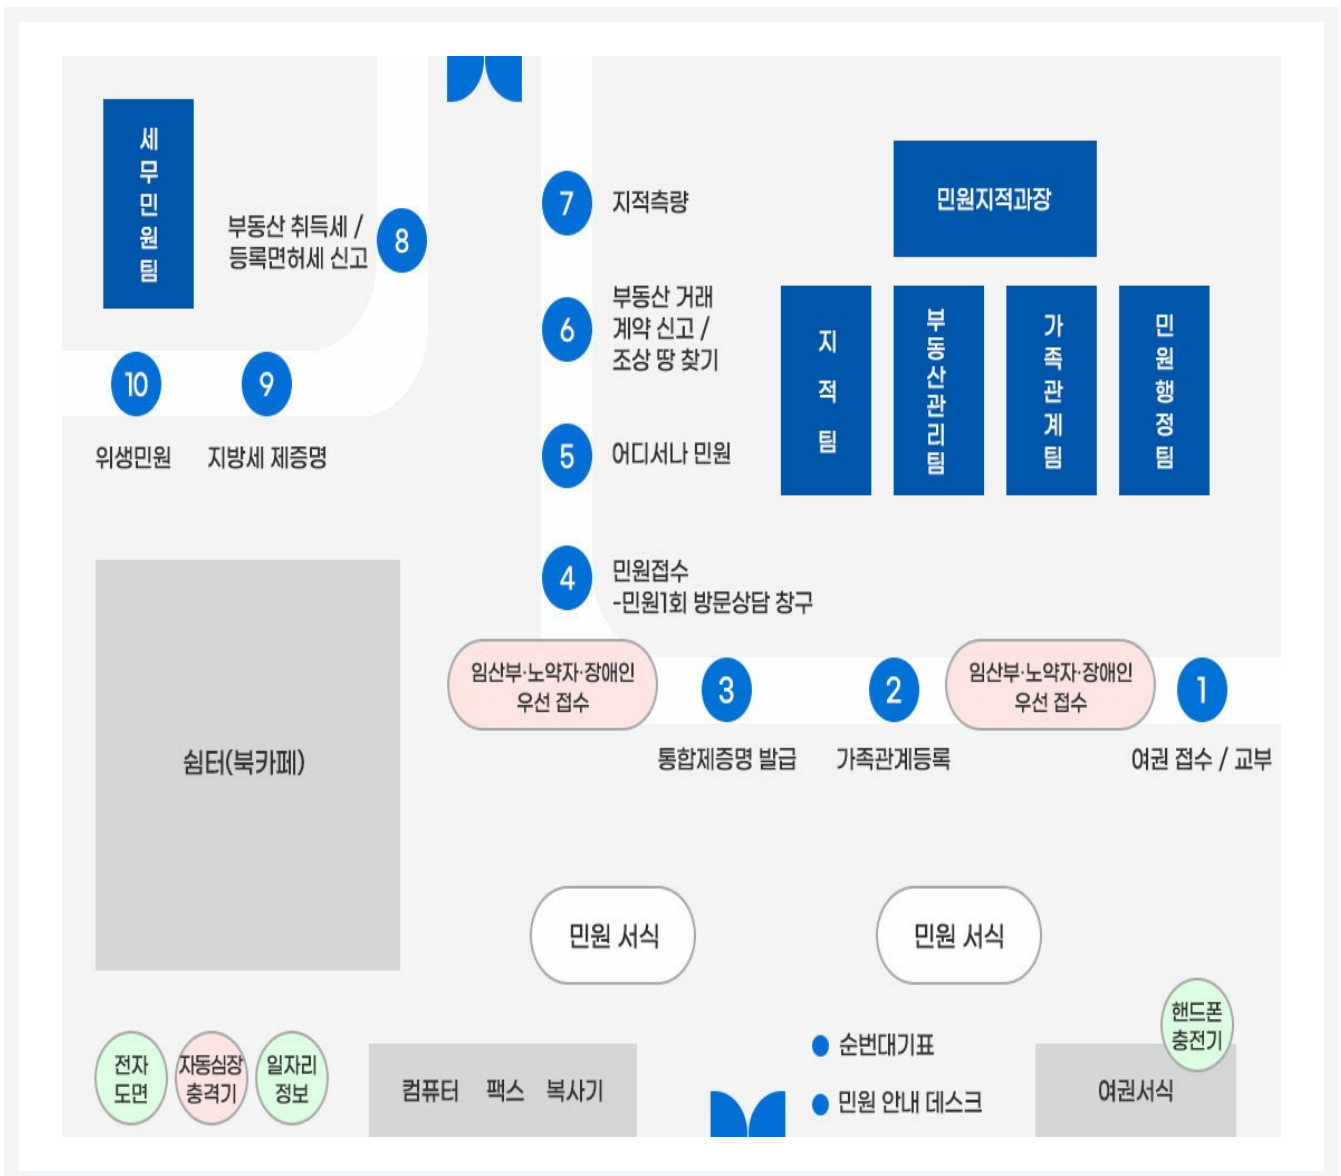 세무민원팀
부동산 취득세 /
등록면허세 신고
8
10
9
위생민원
지방세 제증명
7
지적측량
6
부동산 거래
계약 신고 /
조상 땅 찾기
5
어디서나 민원
4
민원접수
-민원1회 방문상담 창구
민원지적과장
지적팀
부동산관리팀
가족관계팀
민원행정팀
임산부·노약자·장애인
우선 접수
3
2
임산부·노약자·장애인
우선 접수
1
통합제증명 발급
가족관계등록
여권 접수 / 교부
쉼터(북카페)
민원 서식
민원 서식
전자
도면
자동심장
충격기
일자리
정보
컴퓨터 팩스 복사기
순번대기표
민원 안내 데스크
핸드폰
충전기
여권서식